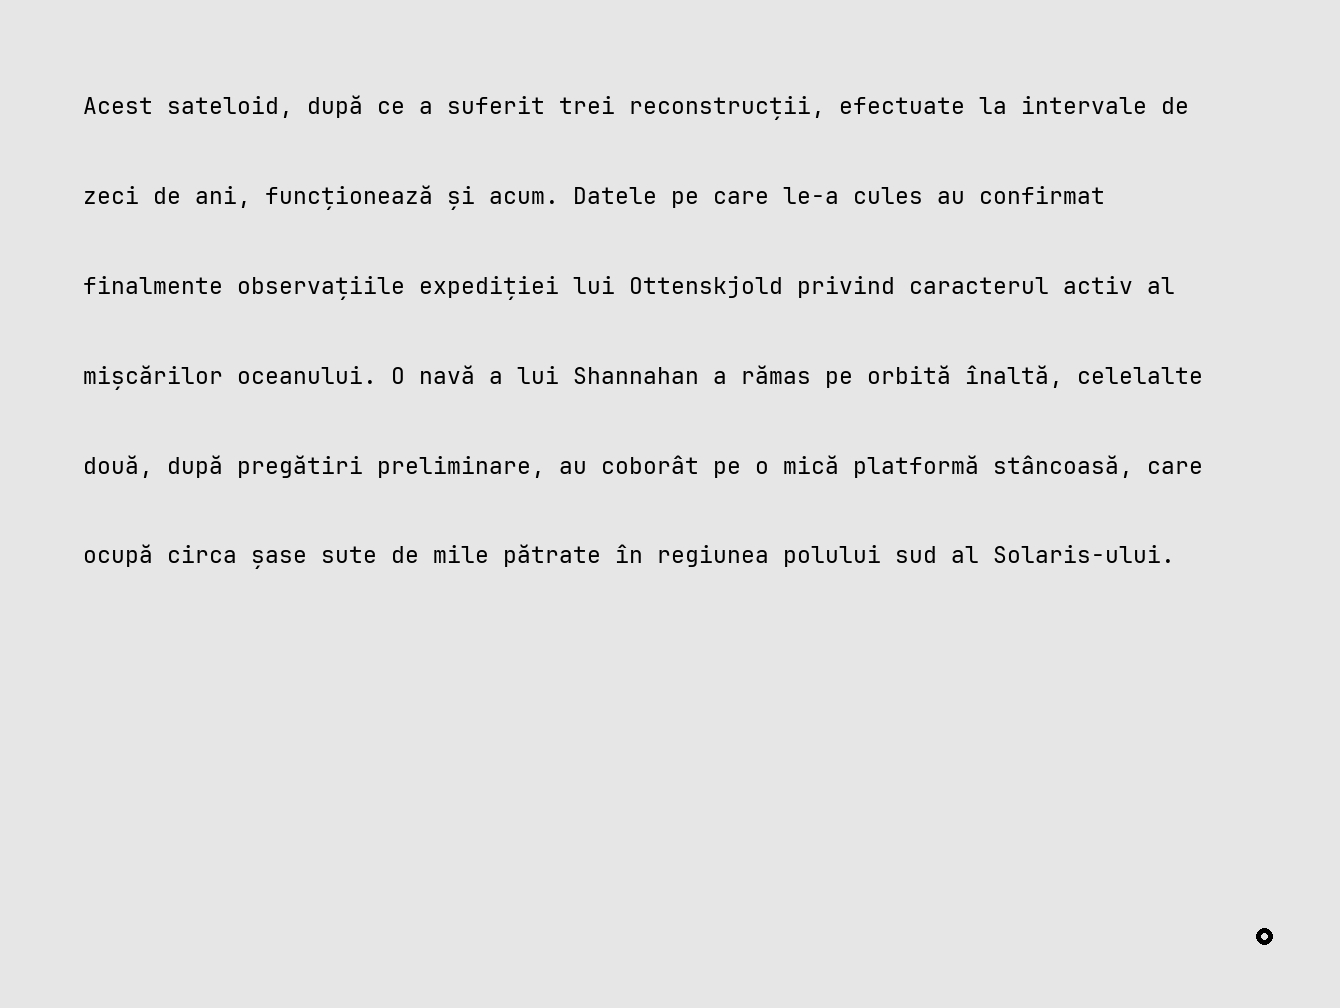 Acest sateloid, după ce a suferit trei reconstrucții, efectuate la intervale de
zeci de ani, funcționează și acum. Datele pe care le-a cules au confirmat
finalmente observațiile expediției lui Ottenskjold privind caracterul activ al
mișcărilor oceanului. O navă a lui Shannahan a rămas pe orbită înaltă, celelalte
două, după pregătiri preliminare, au coborât pe o mică platformă stâncoasă, care
ocupă circa șase sute de mile pătrate în regiunea polului sud al Solaris-ului.